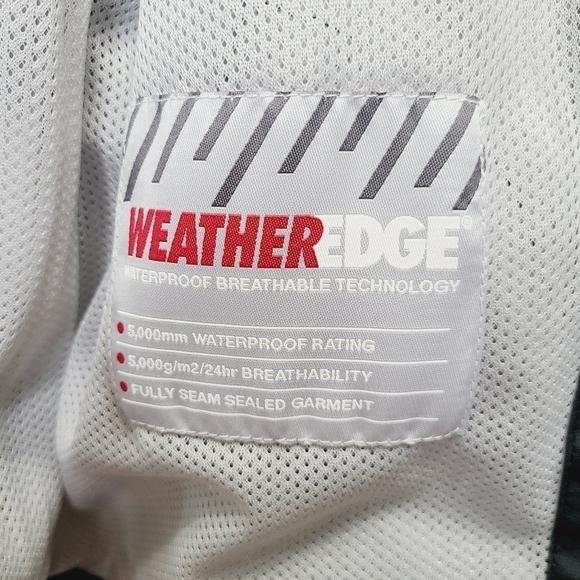 WEATHEREDGE®
WATERPROOF BREATHABLE TECHNOLOGY
• 5,000mm WATERPROOF RATING
• 5,000g/m2/24hr BREATHABILITY
• FULLY SEAM SEALED GARMENT